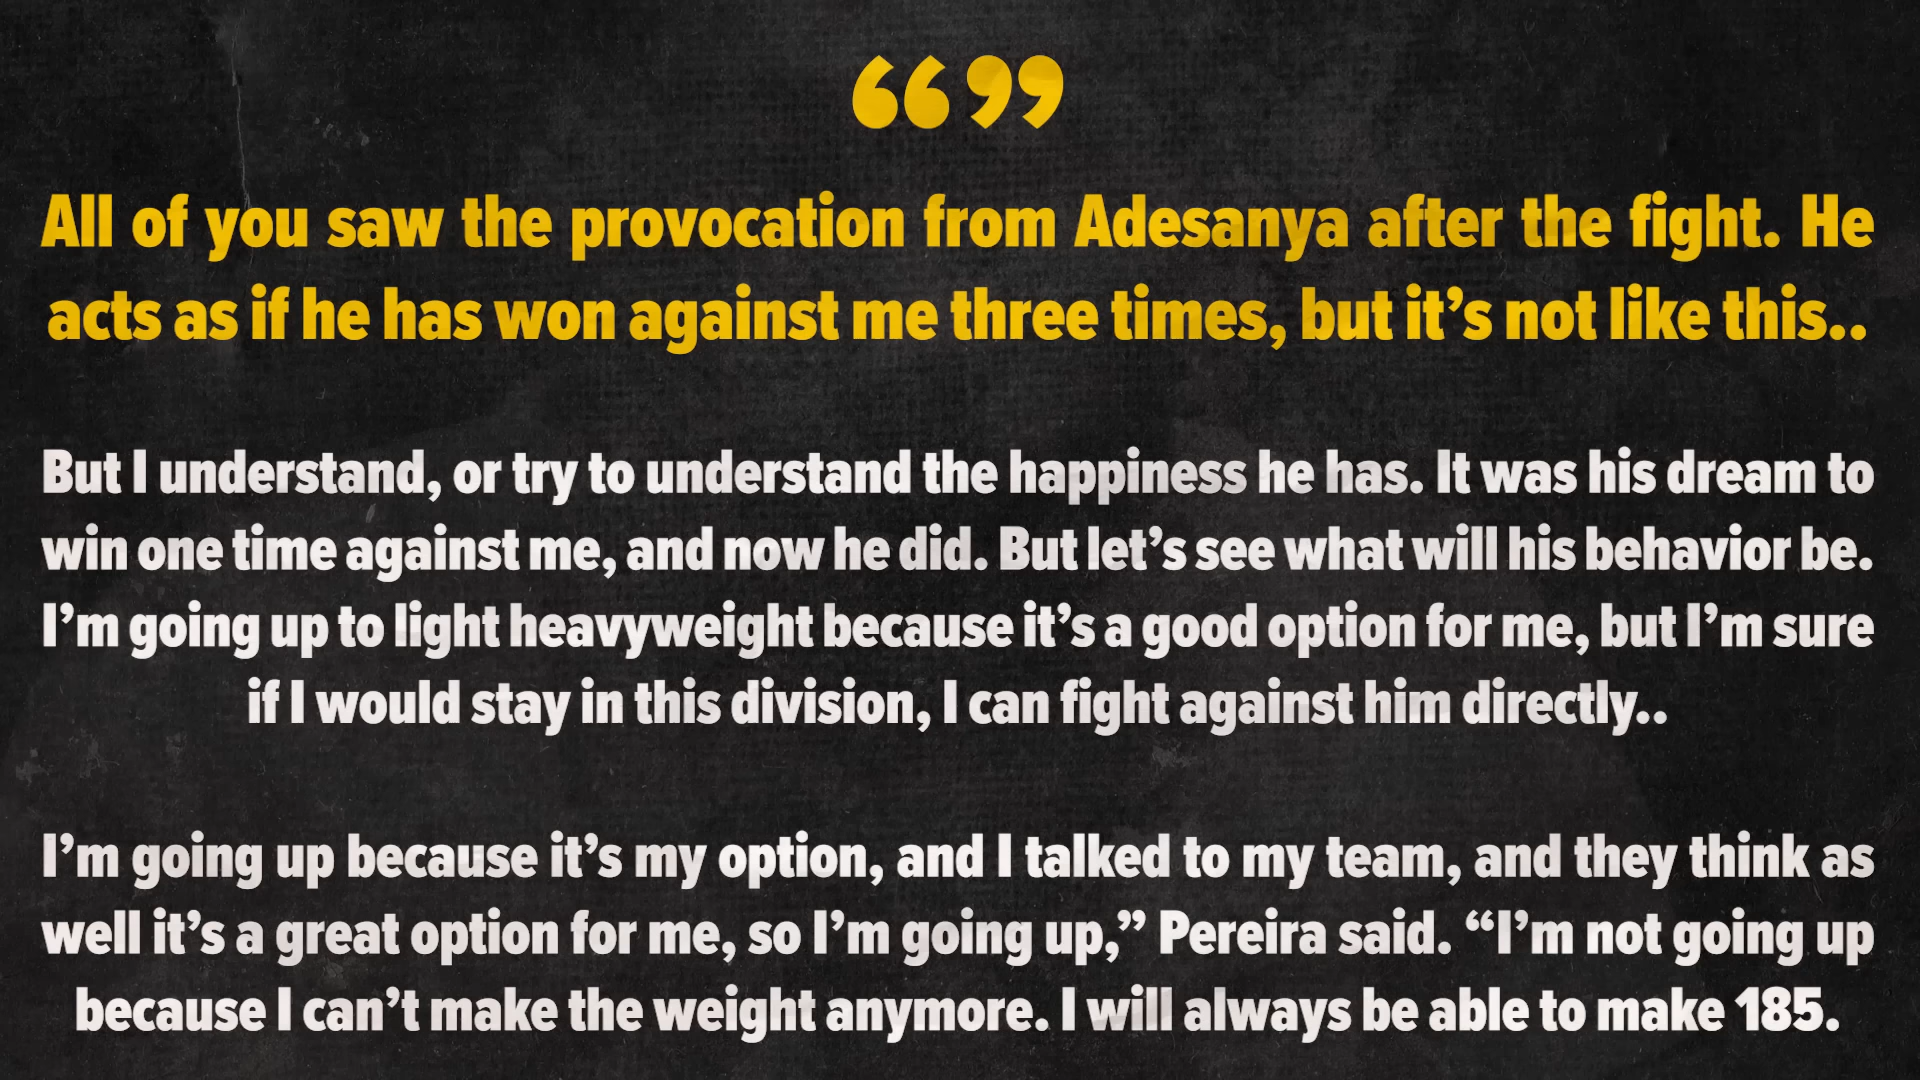 “”
All of you saw the provocation from Adesanya after the fight. He
acts as if he has won against me three times, but it’s not like this..
But I understand, or try to understand the happiness he has. It was his dream to
win one time against me, and now he did. But let’s see what will his behavior be.
I’m going up to light heavyweight because it’s a good option for me, but I’m sure
if I would stay in this division, I can fight against him directly..
I’m going up because it’s my option, and I talked to my team, and they think as
well it’s a great option for me, so I’m going up,” Pereira said. “I’m not going up
because I can’t make the weight anymore. I will always be able to make 185.